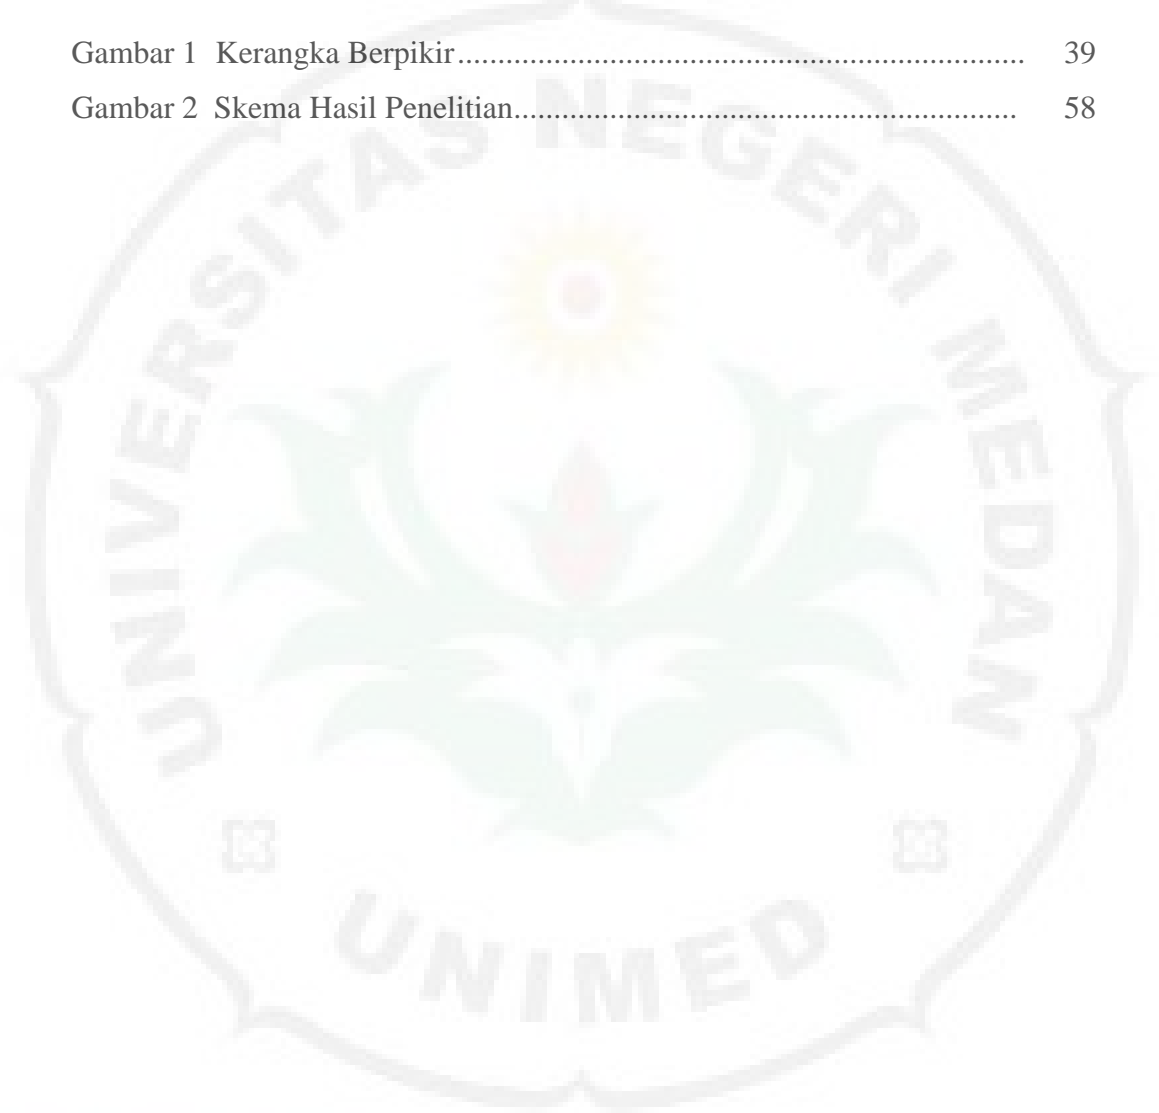 Gambar 1 Kerangka Berpikir...................................................................... 39
Gambar 2 Skema Hasil Penelitian.............................................................. 58
UNIVERSITAS NEGERI MEDAN
UNIMED